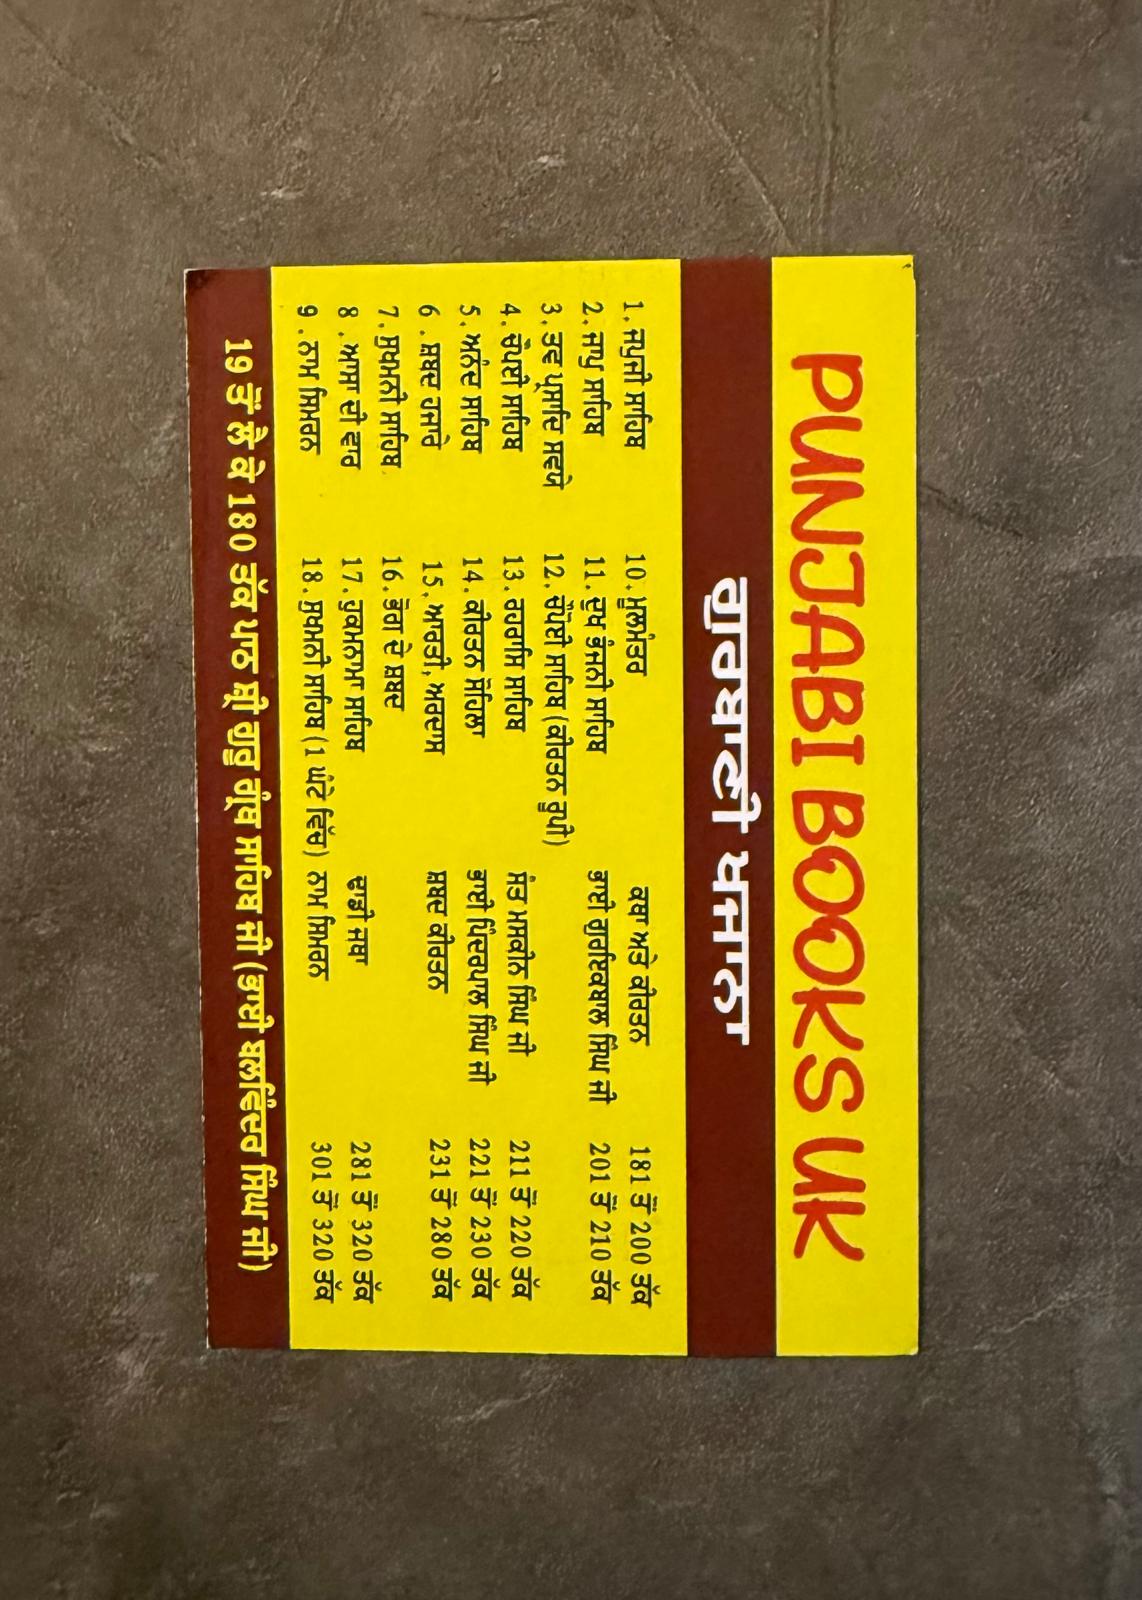 PUNJABI BOOKS UK
ਗੁਰਬਾਣੀ ਖਜਾਨਾ
1. ਜਪੁਜੀ ਸਾਹਿਬ
2. ਜਾਪੁ ਸਾਹਿਬ
3. ਤਵ ਪ੍ਰਸਾਦਿ ਸਵਯੇ
4. ਚੌਪਈ ਸਾਹਿਬ
5. ਅਨੰਦ ਸਾਹਿਬ
6. ਸ਼ਬਦ ਹਜਾਰੇ
7. ਸੁਖਮਨੀ ਸਾਹਿਬ
8. ਆਸਾ ਦੀ ਵਾਰ
9. ਨਾਮ ਸਿਮਰਨ
10. ਮੂਲਮੰਤਰ
11. ਦੁਖ ਭੰਜਨੀ ਸਾਹਿਬ
12. ਚੌਪਈ ਸਾਹਿਬ (ਕੀਰਤਨ ਰੂਪੀ)
13. ਰਹਰਾਸਿ ਸਾਹਿਬ
14. ਕੀਰਤਨ ਸੋਹਿਲਾ
15. ਆਰਤੀ, ਅਰਦਾਸ
16. ਭੋਗ ਦੇ ਸ਼ਬਦ
17. ਹੁਕਮਨਾਮਾ ਸਾਹਿਬ
18. ਸੁਖਮਨੀ ਸਾਹਿਬ (1 ਘੰਟੇ ਵਿੱਚ)
ਕਥਾ ਅਤੇ ਕੀਰਤਨ 181 ਤੋਂ 200 ਤੱਕ
ਭਾਈ ਗੁਰਇਕਬਾਲ ਸਿੰਘ ਜੀ 201 ਤੋਂ 210 ਤੱਕ
ਸੰਤ ਮਸਕੀਨ ਸਿੰਘ ਜੀ 211 ਤੋਂ 220 ਤੱਕ
ਭਾਈ ਪਿੰਦਰਪਾਲ ਸਿੰਘ ਜੀ 221 ਤੋਂ 230 ਤੱਕ
ਸ਼ਬਦ ਕੀਰਤਨ 231 ਤੋਂ 280 ਤੱਕ
ਢਾਡੀ ਜਥਾ 281 ਤੋਂ 320 ਤੱਕ
ਨਾਮ ਸਿਮਰਨ 301 ਤੋਂ 320 ਤੱਕ
19 ਤੋਂ ਲੈ ਕੇ 180 ਤੱਕ ਪਾਠ ਸ੍ਰੀ ਗੁਰੂ ਗ੍ਰੰਥ ਸਾਹਿਬ ਜੀ (ਭਾਈ ਬਲਵਿੰਦਰ ਸਿੰਘ ਜੀ)